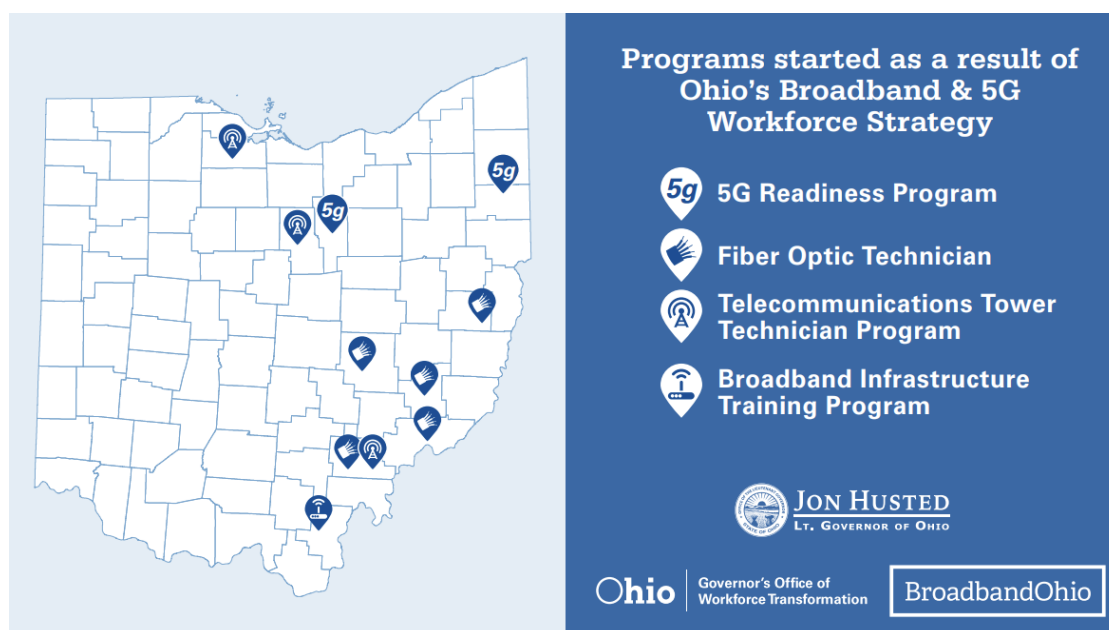 Programs started as a result of
Ohio's Broadband & 5G
Workforce Strategy
5g
5g
5g 5G Readiness Program
Fiber Optic Technician
Telecommunications Tower
Technician Program
Broadband Infrastructure
Training Program
JON HUSTED
LT. GOVERNOR OF OHIO
Ohio
Governor's Office of
Workforce Transformation
BroadbandOhio